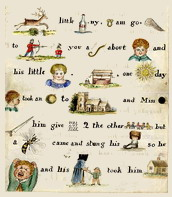 little ny. am go
to you a about and
his little . one day
took an to and Mim
him give 2 the other but
a came and stung his so he
and his took him